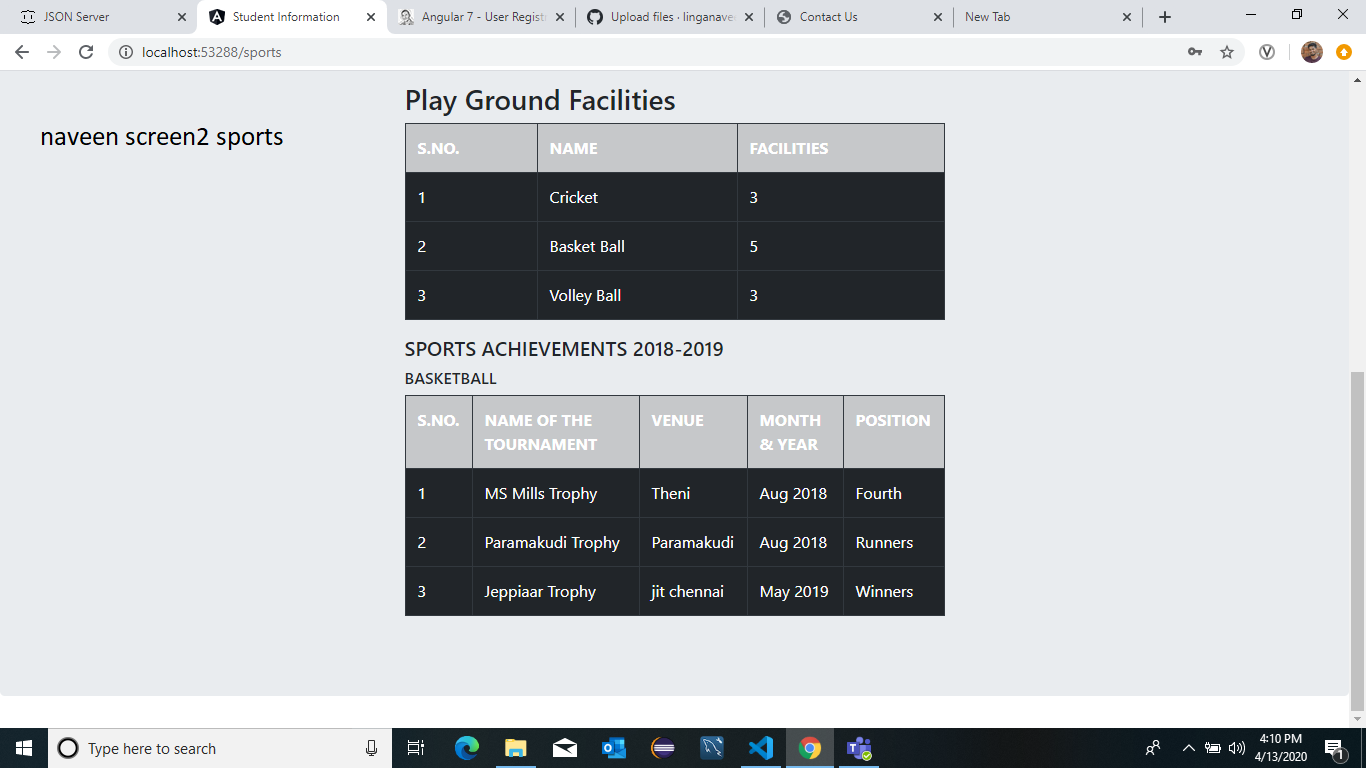 JSON Server
Student Information
Angular 7 - User Registr
Upload files · linganave
Contact Us
New Tab
localhost:53288/sports
Play Ground Facilities
naveen screen2 sports
S.NO. NAME FACILITIES
1 Cricket 3
2 Basket Ball 5
3 Volley Ball 3
SPORTS ACHIEVEMENTS 2018-2019
BASKETBALL
S.NO. NAME OF THE TOURNAMENT VENUE MONTH & YEAR POSITION
1 MS Mills Trophy Theni Aug 2018 Fourth
2 Paramakudi Trophy Paramakudi Aug 2018 Runners
3 Jeppiaar Trophy jit chennai May 2019 Winners
Type here to search
4:10 PM
4/13/2020
1